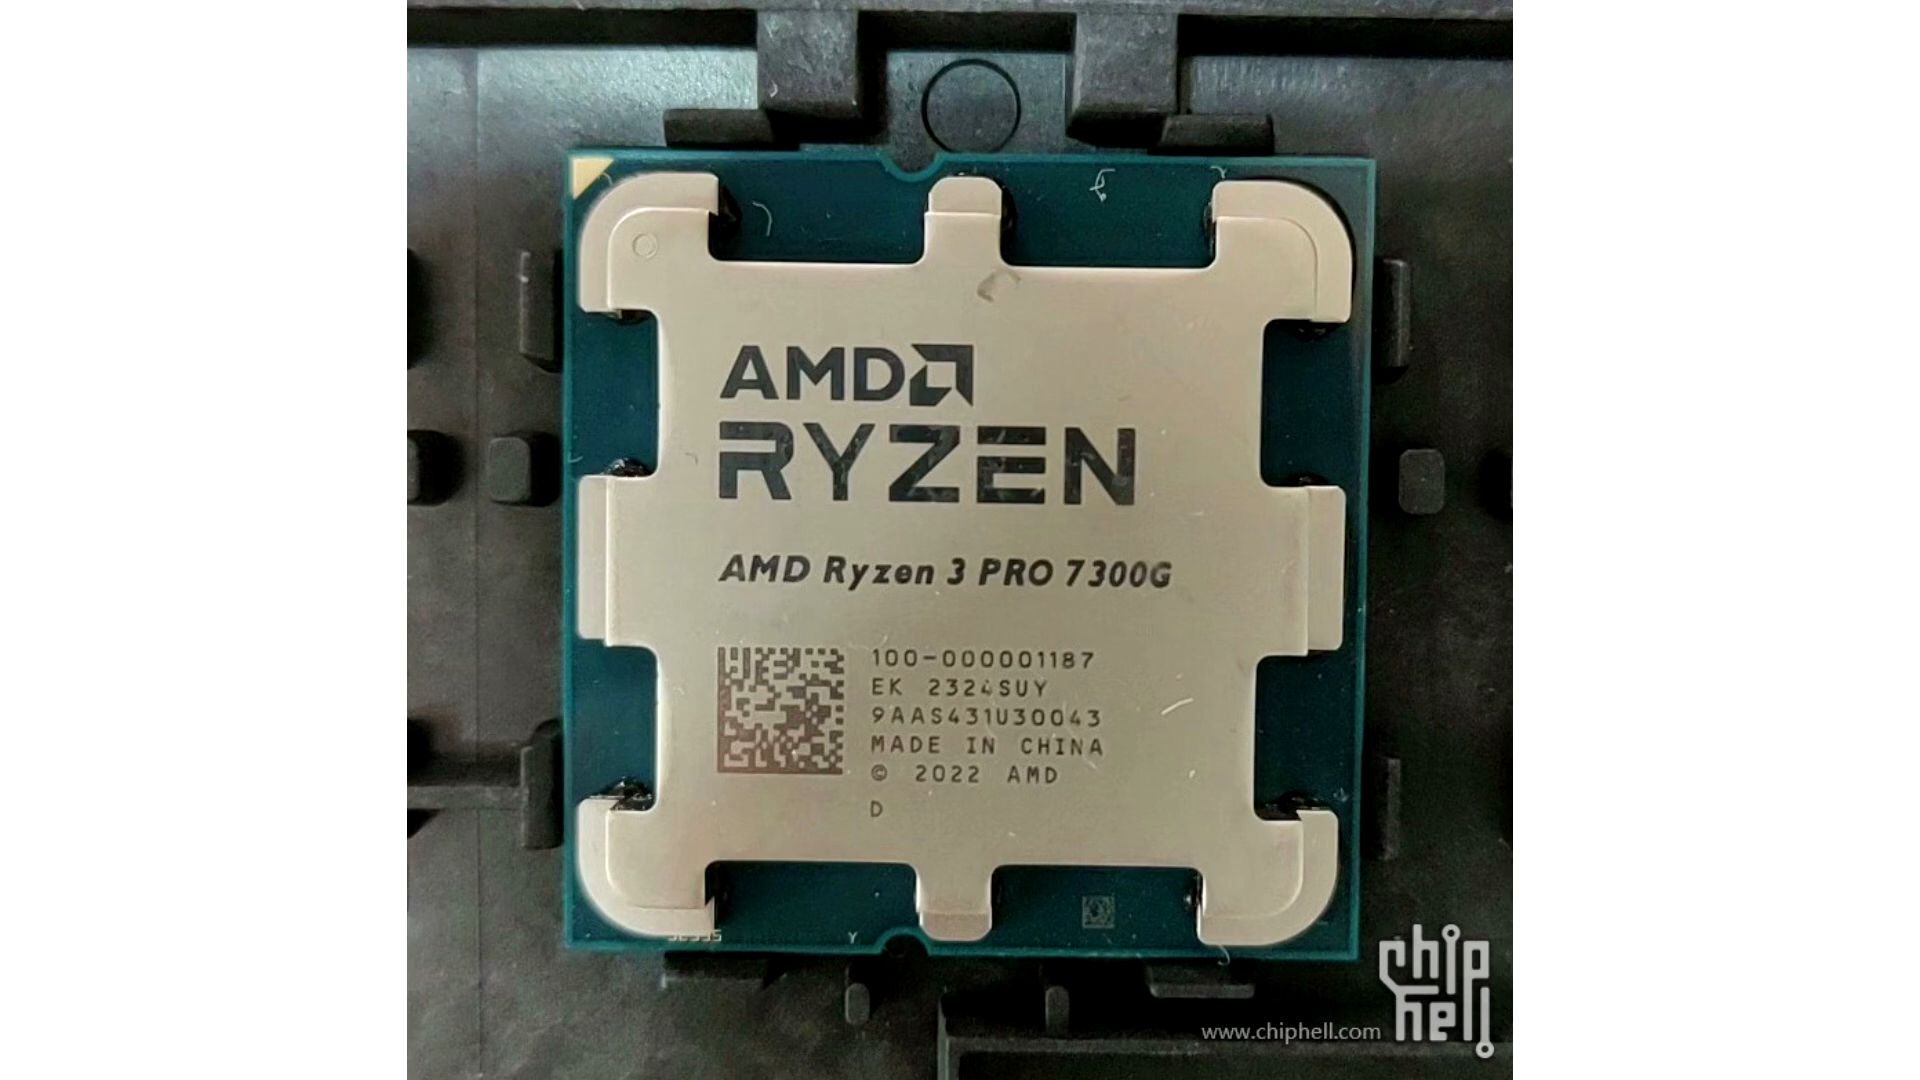 AMD
RYZEN
AMD Ryzen 3 PRO 7300G
100-000001187
EK 2324SUY
9AAS431U30043
MADE IN CHINA
© 2022 AMD
D
Y
chip
hell
www.chiphell.com